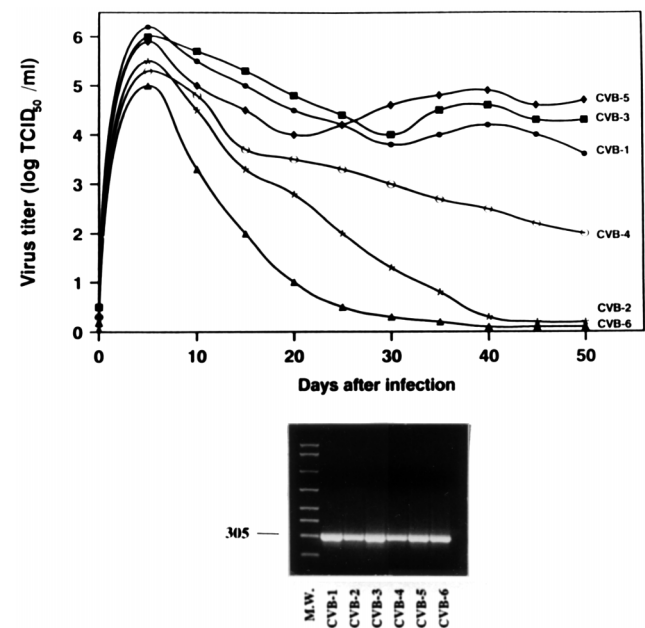 Virus titer (log TCID50 /ml)
6
5
4
3
2
1
0
CVB-5
CVB-3
CVB-1
CVB-4
CVB-2
CVB-6
0 10 20 30 40 50
Days after infection
305
M.W.
CVB-1
CVB-2
CVB-3
CVB-4
CVB-5
CVB-6